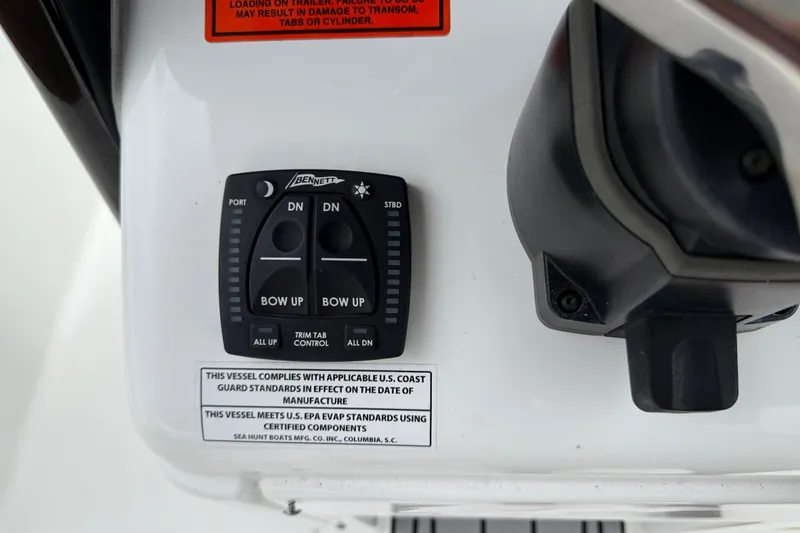 LOADING ON TRAILER. FAILURE TO DO SO
MAY RESULT IN DAMAGE TO TRANSOM,
TABS OR CYLINDER.
BENNETT
PORT
STBD
DN
DN
BOW UP
BOW UP
ALL UP
TRIM TAB
CONTROL
ALL DN
THIS VESSEL COMPLIES WITH APPLICABLE U.S. COAST
GUARD STANDARDS IN EFFECT ON THE DATE OF
MANUFACTURE
THIS VESSEL MEETS U.S. EPA EVAP STANDARDS USING
CERTIFIED COMPONENTS
SEA HUNT BOATS MFG. CO. INC., COLUMBIA, S.C.